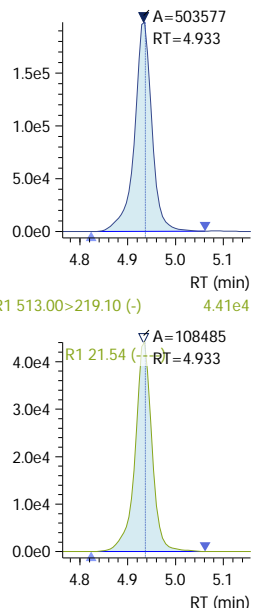 A=503577
RT=4.933
1.5e5
1.0e5
5.0e4
0.0e0
4.8 4.9 5.0 5.1
RT (min)
R1 513.00>219.10 (-) 4.41e4
A=108485
R1 21.54 (----) RT=4.933
4.0e4
3.0e4
2.0e4
1.0e4
0.0e0
4.8 4.9 5.0 5.1
RT (min)